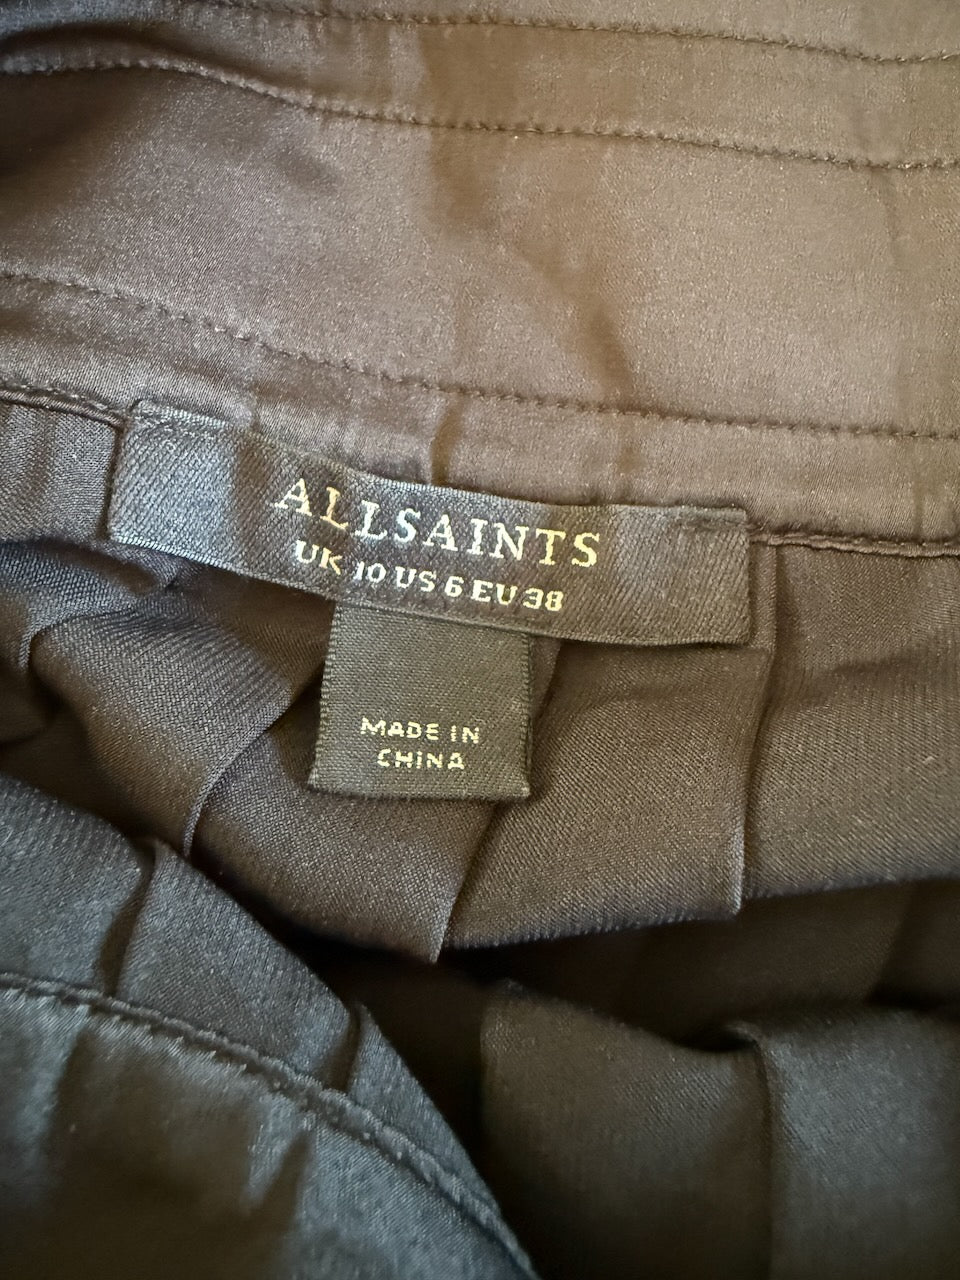 ALLSAINTS
UK 10 US 6 EU 38
MADE IN
CHINA